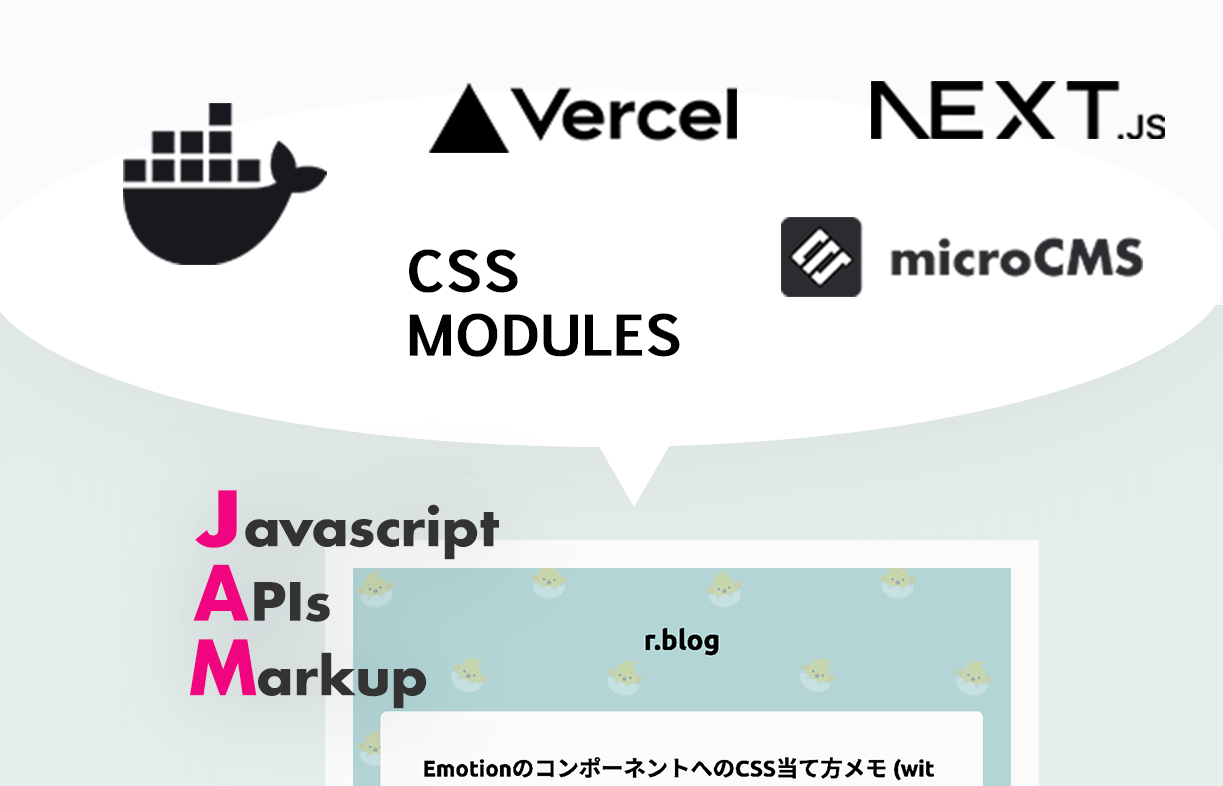 Vercel
NEXT.JS
CSS
MODULES
microCMS
Javascript
APIs
Markup
r.blog
EmotionのコンポーネントへのCSS当て方メモ (wit